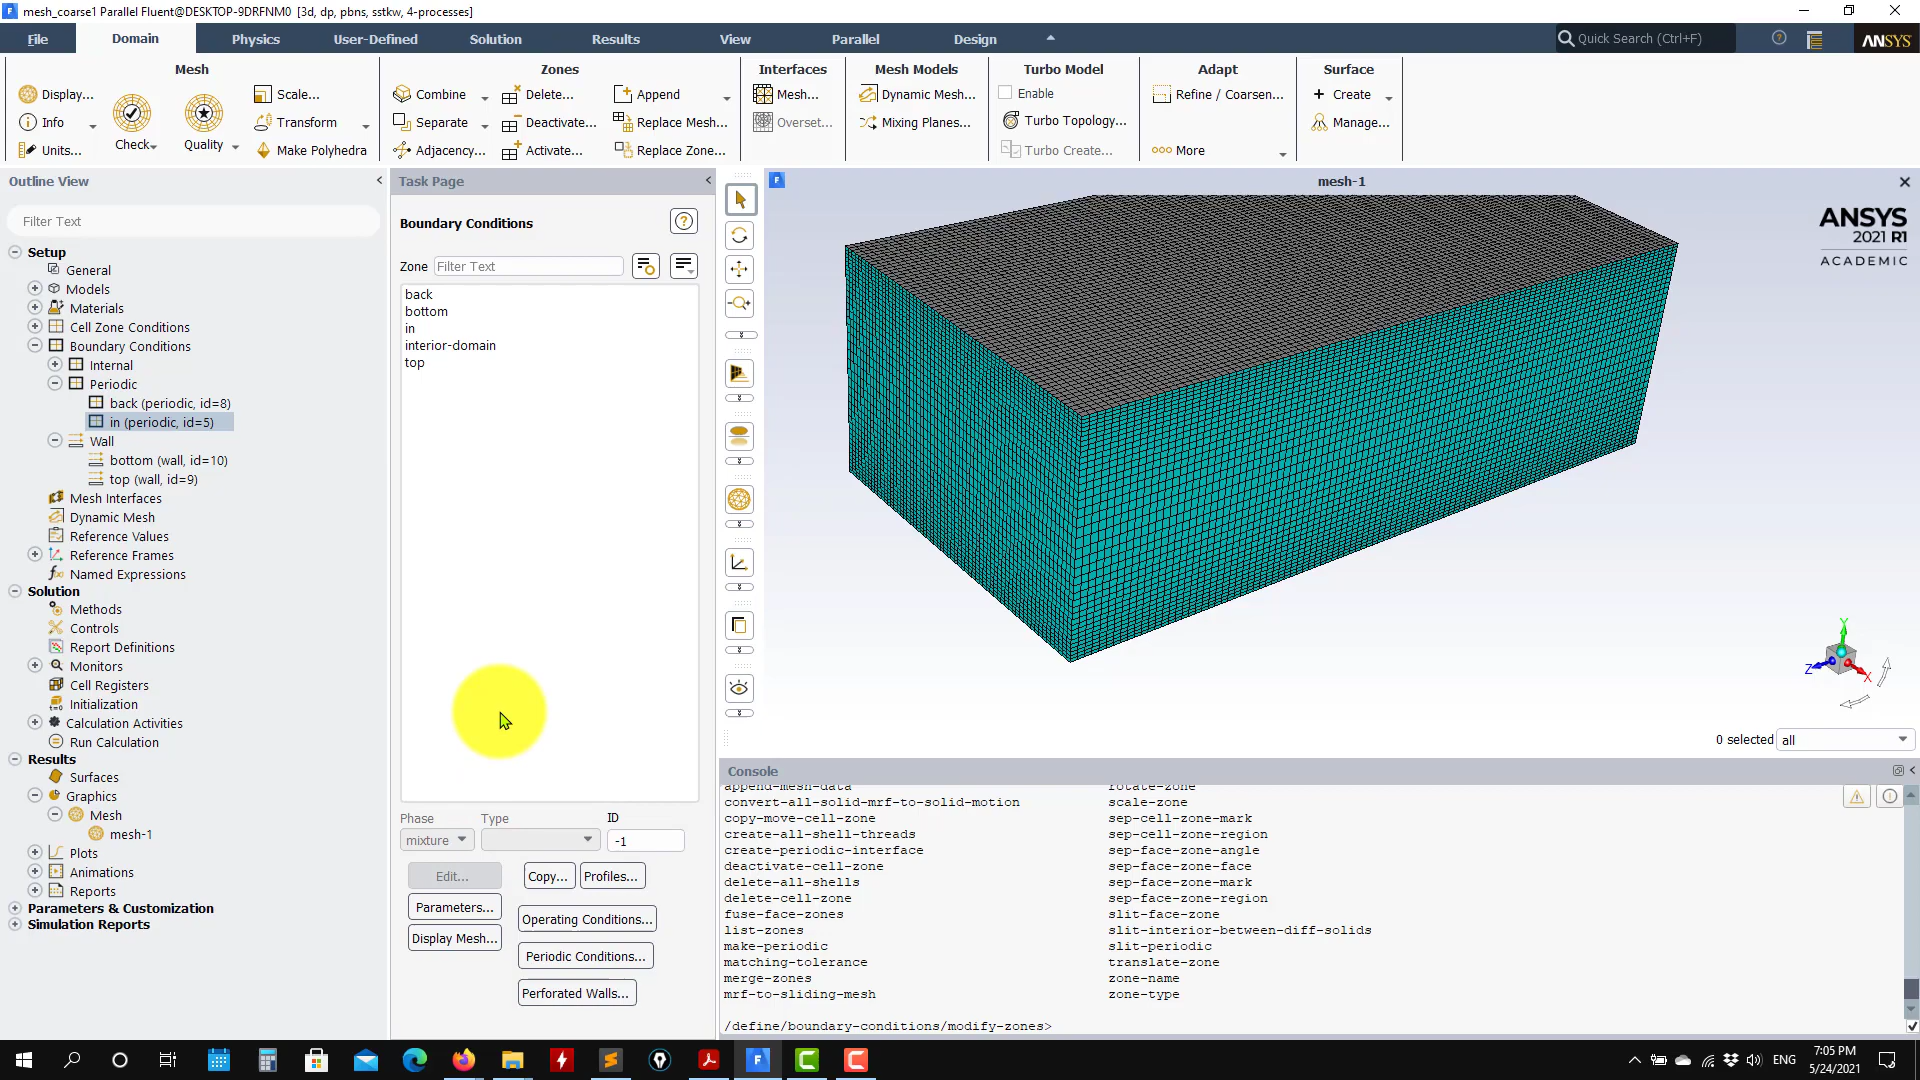 mesh_coarse1 Parallel Fluent@DESKTOP-9DRFNM0 [3d, dp, pbns, sstkw, 4-processes]
File Domain Physics User-Defined Solution Results View Parallel Design Quick Search (Ctrl+F) ANSYS
Mesh
Display...
Info
Units...
Check
Quality
Scale...
Transform
Make Polyhedra
Zones
Combine
Separate
Adjacency...
Delete...
Deactivate...
Activate...
Append
Replace Mesh...
Replace Zone...
Interfaces
Mesh...
Overset...
Mesh Models
Dynamic Mesh...
Mixing Planes...
Turbo Model
Enable
Turbo Topology...
Turbo Create...
Adapt
Refine / Coarsen...
More
Surface
Create
Manage...
Outline View
Filter Text
Setup
General
Models
Materials
Cell Zone Conditions
Boundary Conditions
Internal
Periodic
back (periodic, id=8)
in (periodic, id=5)
Wall
bottom (wall, id=10)
top (wall, id=9)
Mesh Interfaces
Dynamic Mesh
Reference Values
Reference Frames
Named Expressions
Solution
Methods
Controls
Report Definitions
Monitors
Cell Registers
Initialization
Calculation Activities
Run Calculation
Results
Surfaces
Graphics
Mesh
mesh-1
Plots
Animations
Reports
Parameters & Customization
Simulation Reports
Task Page
Boundary Conditions
Zone Filter Text
back
bottom
in
interior-domain
top
Phase Type ID
mixture -1
Edit... Copy... Profiles...
Parameters... Operating Conditions...
Display Mesh... Periodic Conditions...
Perforated Walls...
mesh-1
ANSYS
2021 R1
ACADEMIC
Y
Z
X
0 selected all
Console
append-mesh-data rotate-zone
convert-all-solid-mrf-to-solid-motion scale-zone
copy-move-cell-zone sep-cell-zone-mark
create-all-shell-threads sep-cell-zone-region
create-periodic-interface sep-face-zone-angle
deactivate-cell-zone sep-face-zone-face
delete-all-shells sep-face-zone-mark
delete-cell-zone sep-face-zone-region
fuse-face-zones slit-face-zone
list-zones slit-interior-between-diff-solids
make-periodic slit-periodic
matching-tolerance translate-zone
merge-zones zone-name
mrf-to-sliding-mesh zone-type
/define/boundary-conditions/modify-zones>
ENG
7:05 PM
5/24/2021